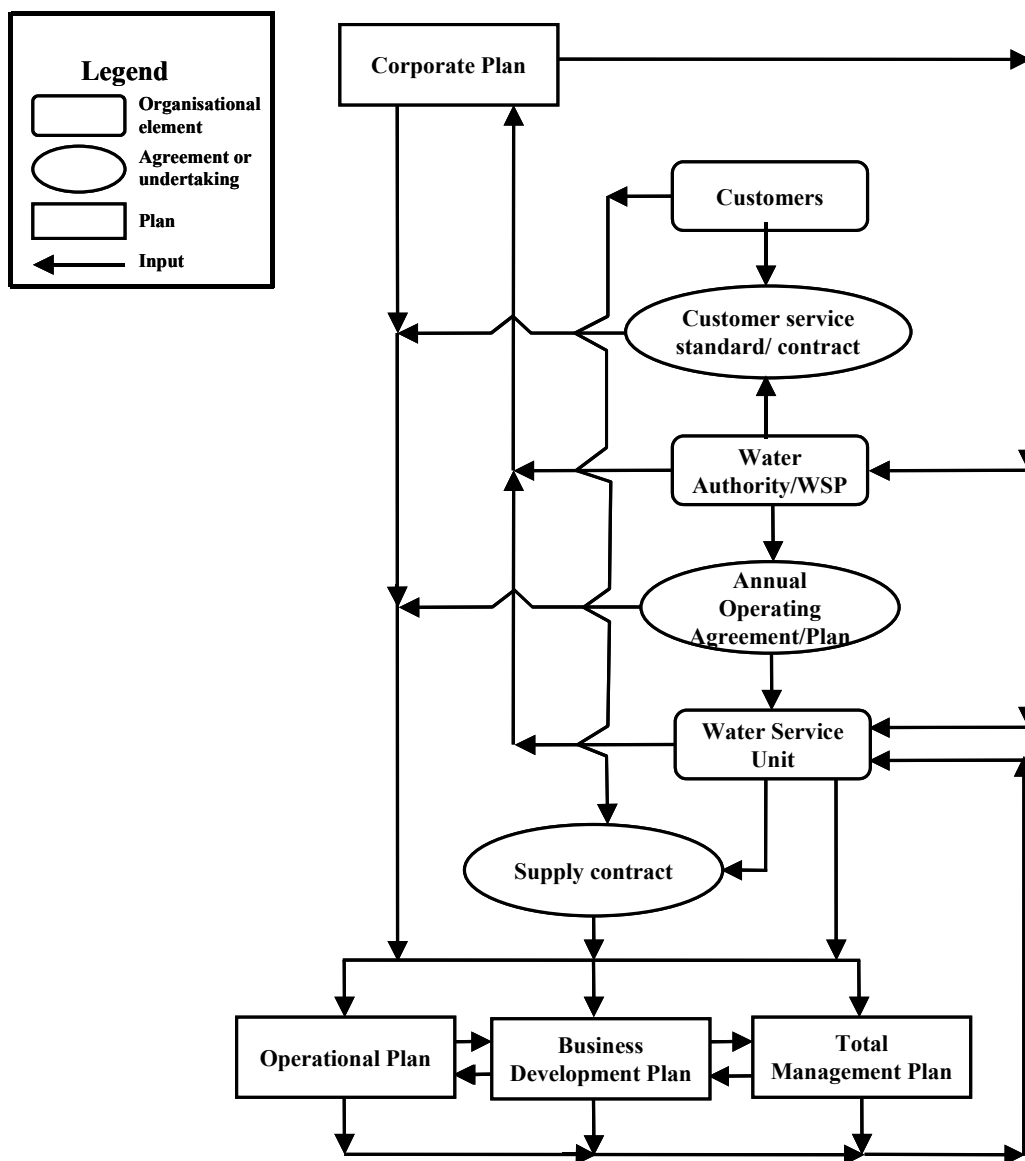 Legend
Organisational
element
Agreement or
undertaking
Plan
Input
Corporate Plan
Customers
Customer service
standard/ contract
Water
Authority/WSP
Annual
Operating
Agreement/Plan
Water Service
Unit
Supply contract
Operational Plan
Business
Development Plan
Total
Management Plan